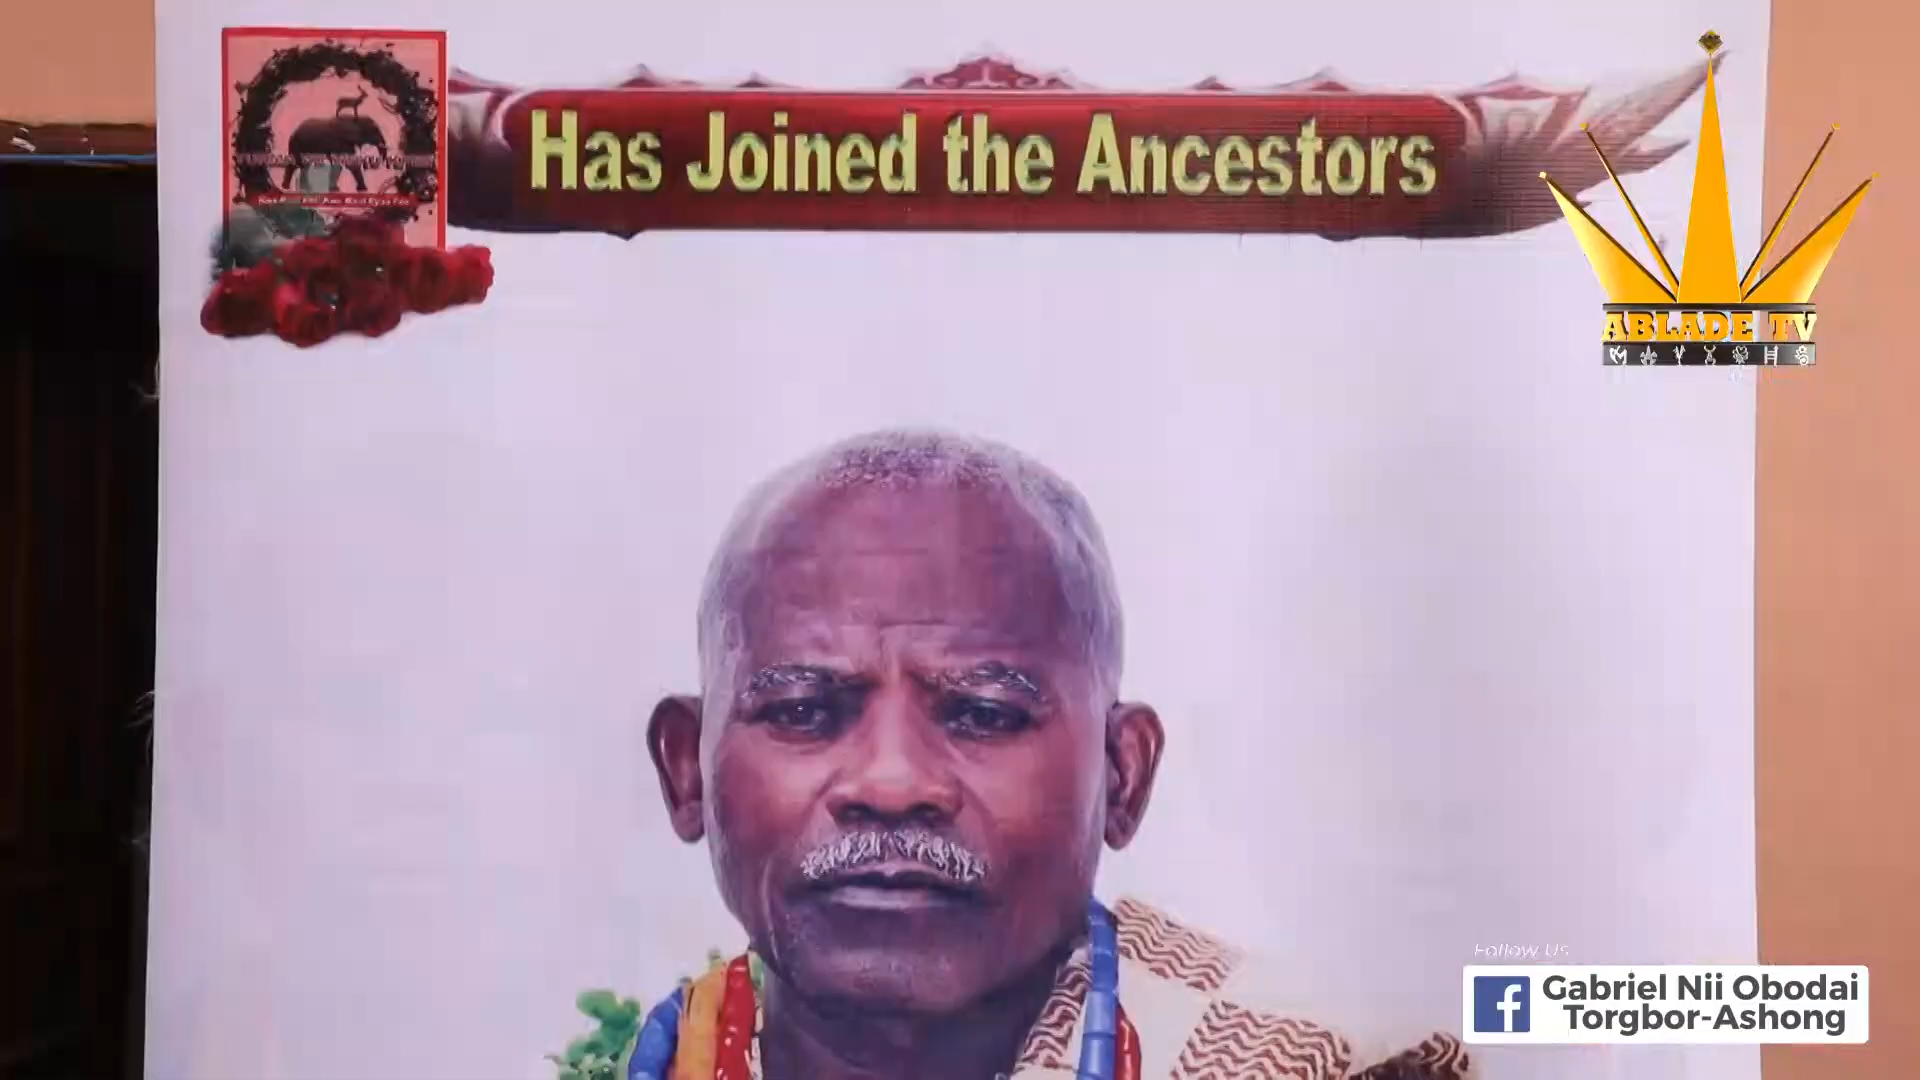 Has Joined the Ancestors
ABLADE TV
Follow Us
Gabriel Nii Obodai
Torgbor-Ashong